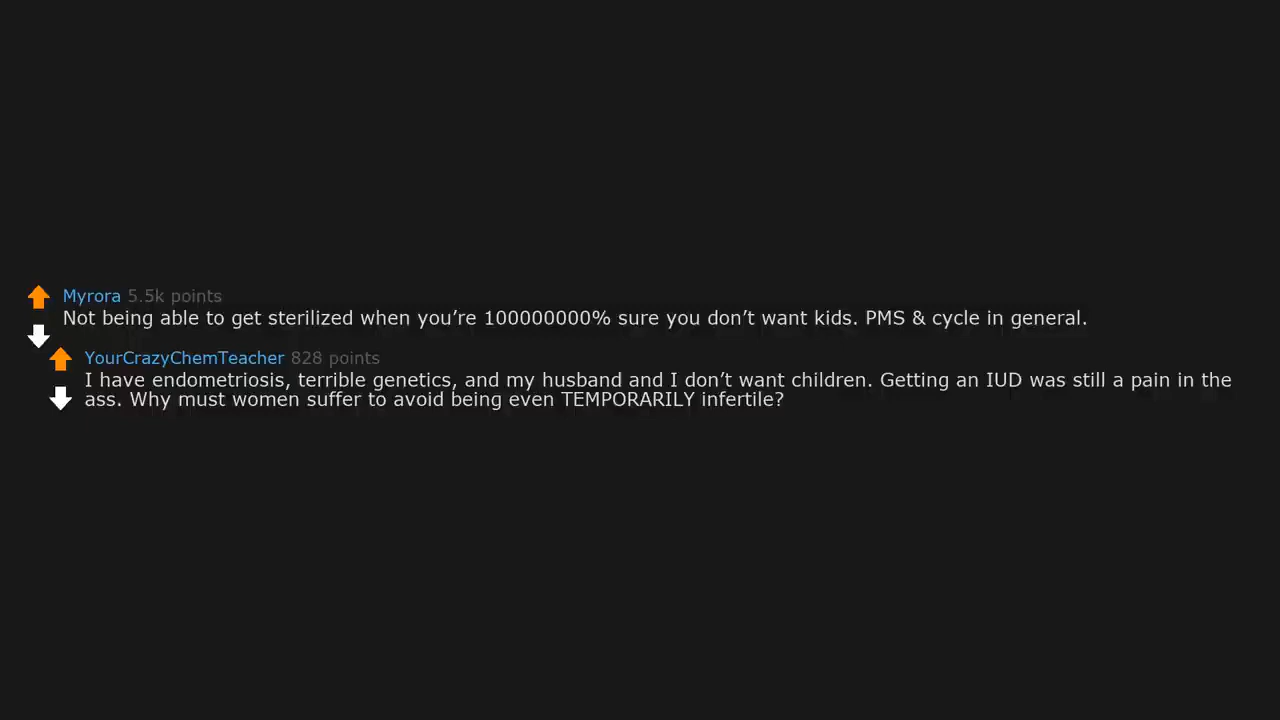 Myrora 5.5k points
Not being able to get sterilized when you’re 100000000% sure you don’t want kids. PMS & cycle in general.
YourCrazyChemTeacher 828 points
I have endometriosis, terrible genetics, and my husband and I don’t want children. Getting an IUD was still a pain in the
ass. Why must women suffer to avoid being even TEMPORARILY infertile?